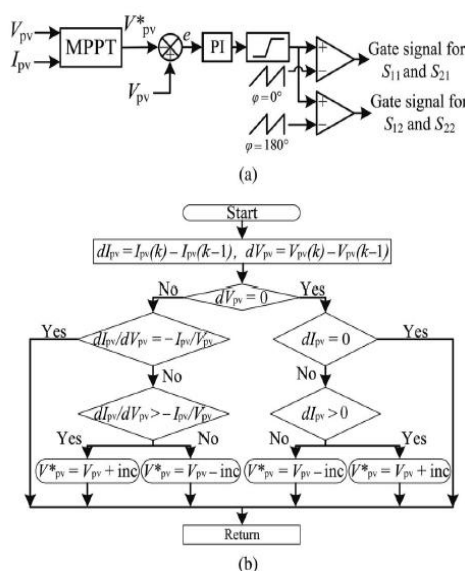 V*pv
Vpv
Ipv
MPPT
e
PI
Vpv
+
−
+
−
φ=0°
φ=180°
Gate signal for
S11 and S21
Gate signal for
S12 and S22
(a)
Start
dIpv = Ipv(k) − Ipv(k−1), dVpv = Vpv(k) − Vpv(k−1)
No
dVpv = 0
Yes
Yes
dIpv/dVpv = − Ipv/Vpv
dIpv = 0
Yes
No
No
dIpv/dVpv > − Ipv/Vpv
dIpv > 0
Yes
No
No
Yes
V*pv = Vpv + inc
V*pv = Vpv − inc
V*pv = Vpv − inc
V*pv = Vpv + inc
Return
(b)